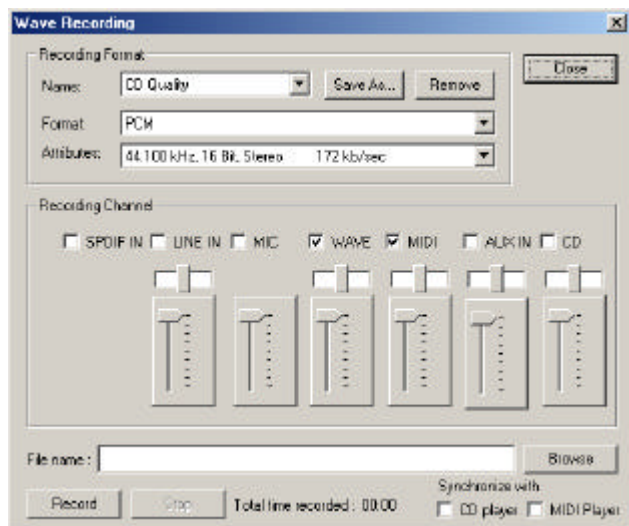 Wave Recording
Recording Format
Close
Name: CD Quality Save As... Remove
Format PCM
Attributes: 44,100 kHz, 16 Bit, Stereo 172 kb/sec
Recording Channel
SPDIF IN LINE IN MIC WAVE MIDI AUX IN CD
File name : Browse
Synchronize with
Record Stop Total time recorded : 00:00 CD player MIDI Player